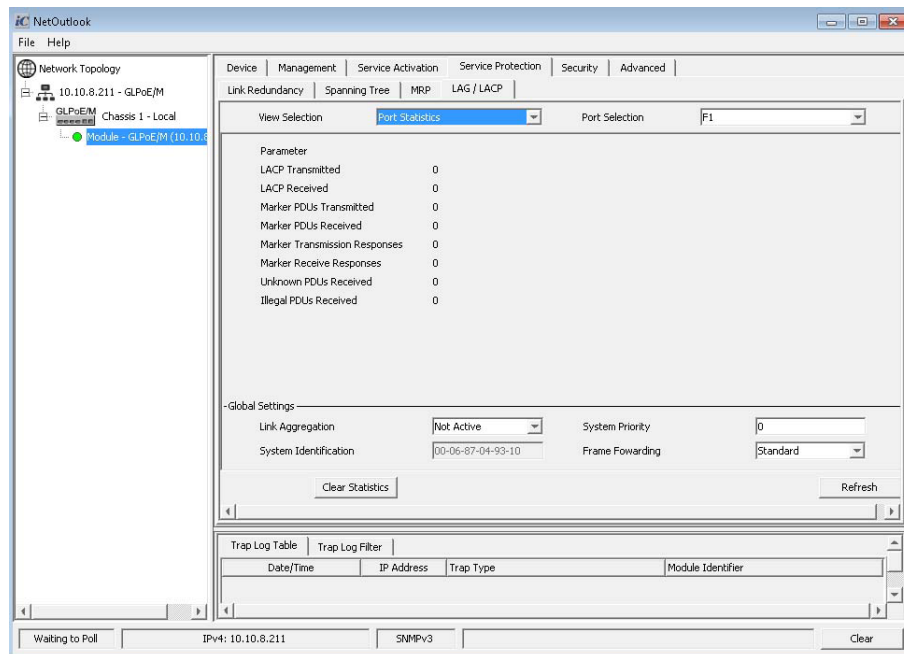 iC NetOutlook
File Help
Network Topology
10.10.8.211 - GLPoE/M
GLPoE/M Chassis 1 - Local
Module - GLPoE/M (10.10.8
Device Management Service Activation Service Protection Security Advanced
Link Redundancy Spanning Tree MRP LAG / LACP
View Selection Port Statistics Port Selection F1
Parameter
LACP Transmitted 0
LACP Received 0
Marker PDUs Transmitted 0
Marker PDUs Received 0
Marker Transmission Responses 0
Marker Receive Responses 0
Unknown PDUs Received 0
Illegal PDUs Received 0
Global Settings
Link Aggregation Not Active System Priority 0
System Identification 00-06-87-04-93-10 Frame Fowarding Standard
Clear Statistics Refresh
Trap Log Table Trap Log Filter
Date/Time IP Address Trap Type Module Identifier
Waiting to Poll IPv4: 10.10.8.211 SNMPv3 Clear